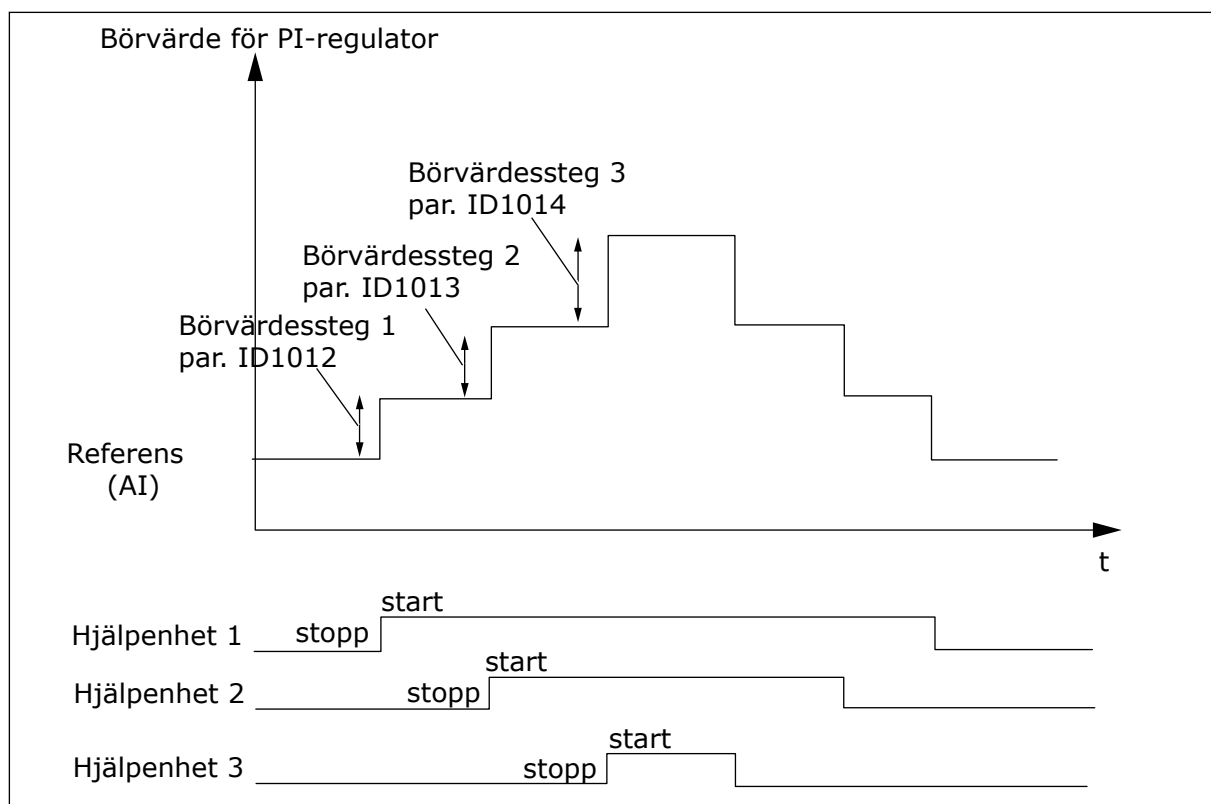 Börvärde för PI-regulator
Börvärdessteg 3
par. ID1014
Börvärdessteg 2
par. ID1013
Börvärdessteg 1
par. ID1012
Referens
(AI)
t
start
Hjälpenhet 1
stopp
start
Hjälpenhet 2
stopp
start
Hjälpenhet 3
stopp